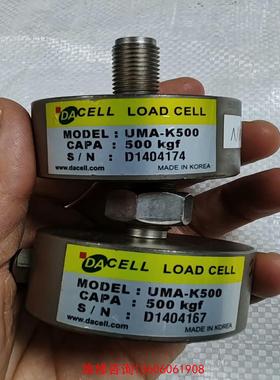 DACELL LOAD CELL
MODEL : UMA-K500
CAPA : 500 kgf
S / N : D1404174
www.dacell.com MADE IN KOREA
DACELL LOAD CELL
MODEL : UMA-K500
CAPA : 500 kgf
S / N : D1404167
www.dacell.com MADE IN KOREA
13606061908